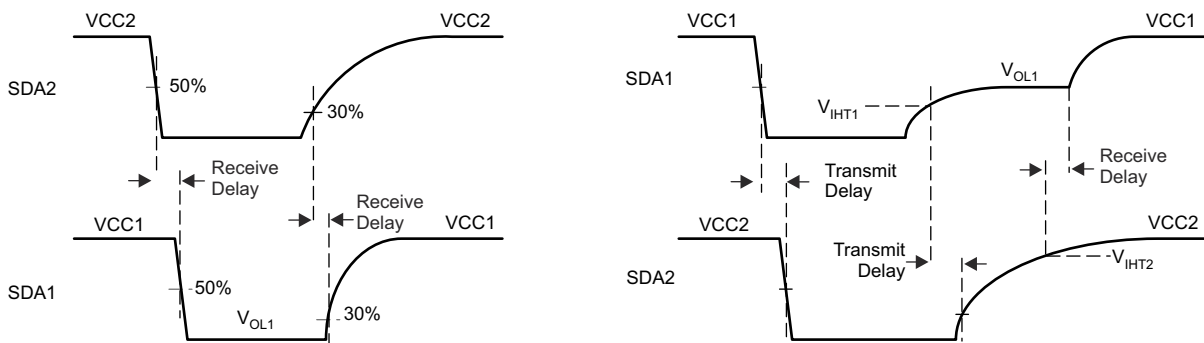 VCC2
VCC2
SDA2
50%
30%
Receive
Delay
Receive
Delay
VCC1
VCC1
SDA1
50%
VOL1
30%
VCC1
VCC1
SDA1
VOL1
VIHT1
Transmit
Delay
Receive
Delay
VCC2
VCC2
Transmit
Delay
SDA2
VIHT2